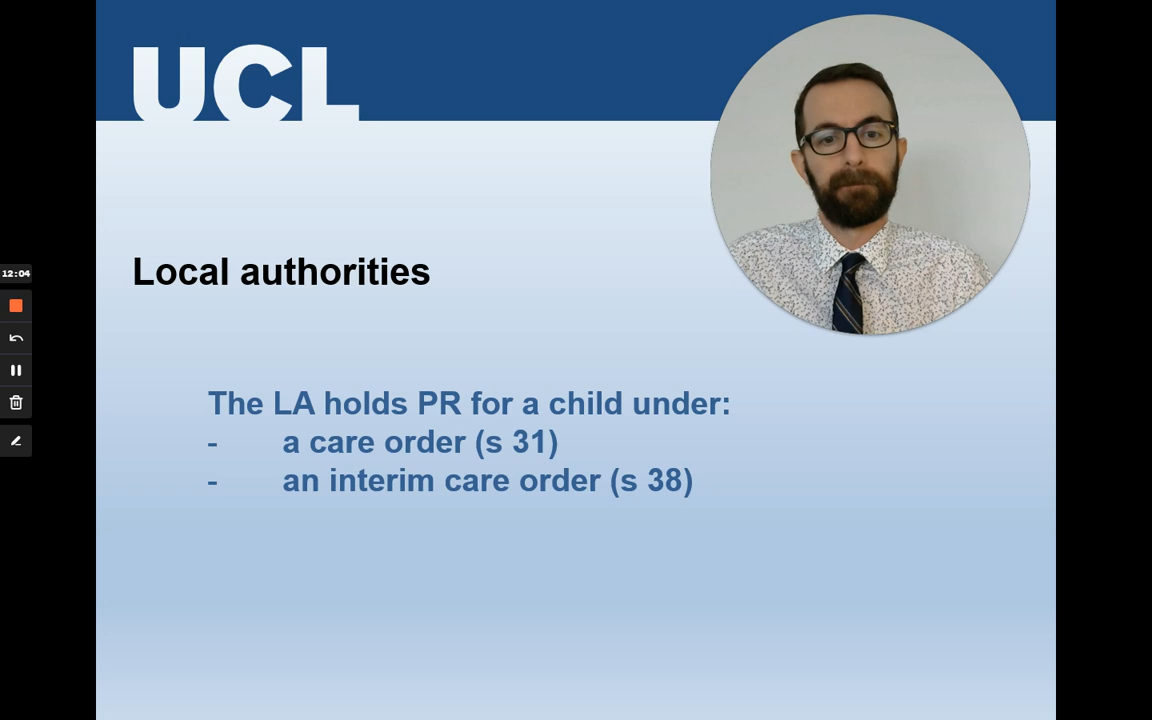 UCL
12:04
Local authorities
The LA holds PR for a child under:
- a care order (s 31)
- an interim care order (s 38)